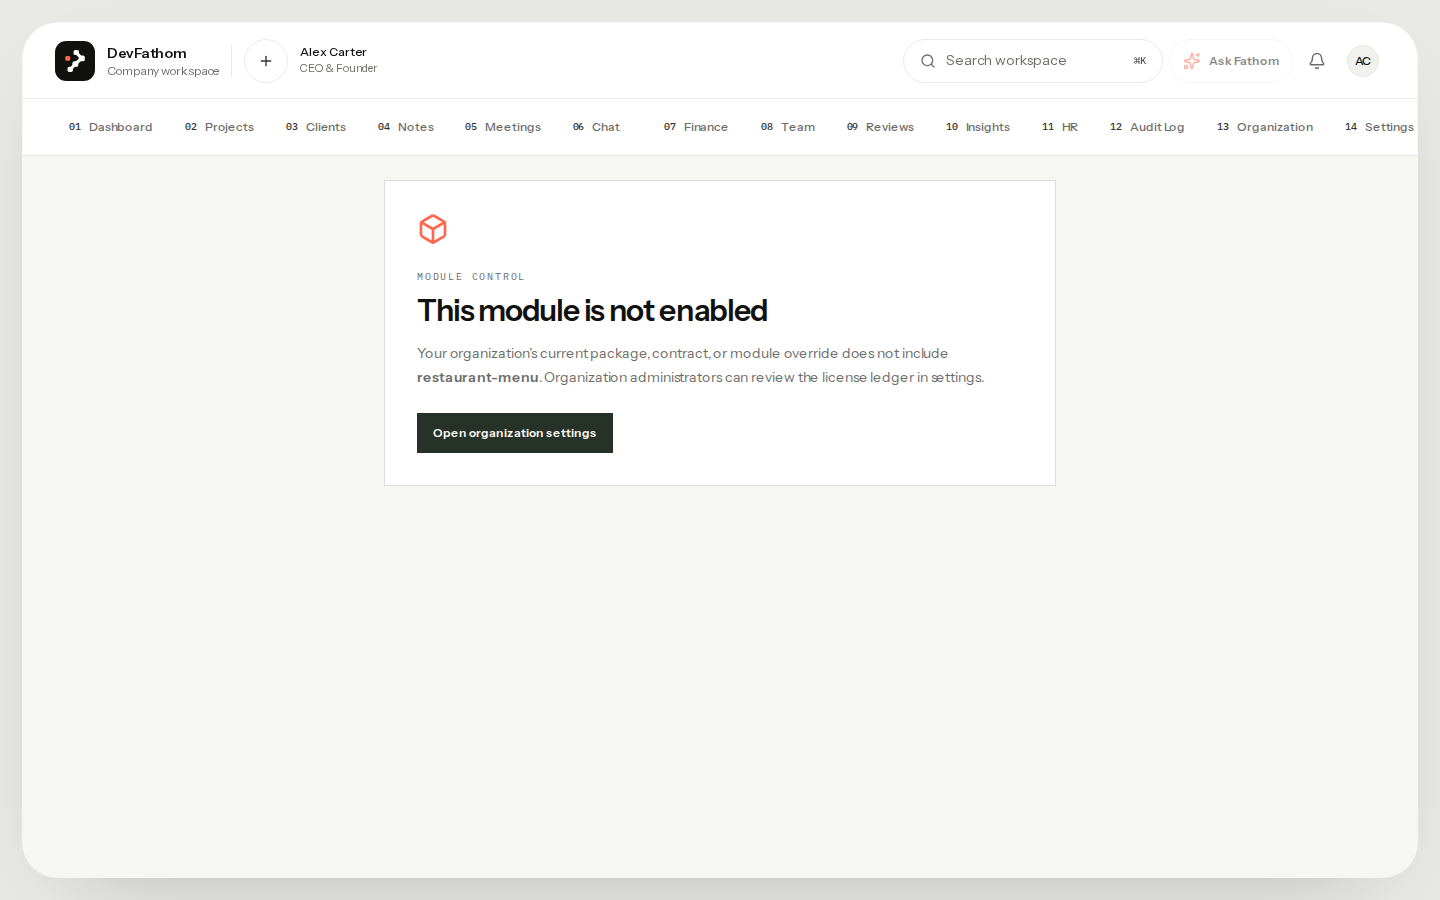 DevFathom
Company workspace
Alex Carter
CEO & Founder
Search workspace
⌘K
Ask Fathom
AC
01 Dashboard
02 Projects
03 Clients
04 Notes
05 Meetings
06 Chat
07 Finance
08 Team
09 Reviews
10 Insights
11 HR
12 Audit Log
13 Organization
14 Settings
MODULE CONTROL
This module is not enabled
Your organization's current package, contract, or module override does not include
restaurant-menu. Organization administrators can review the license ledger in settings.
Open organization settings